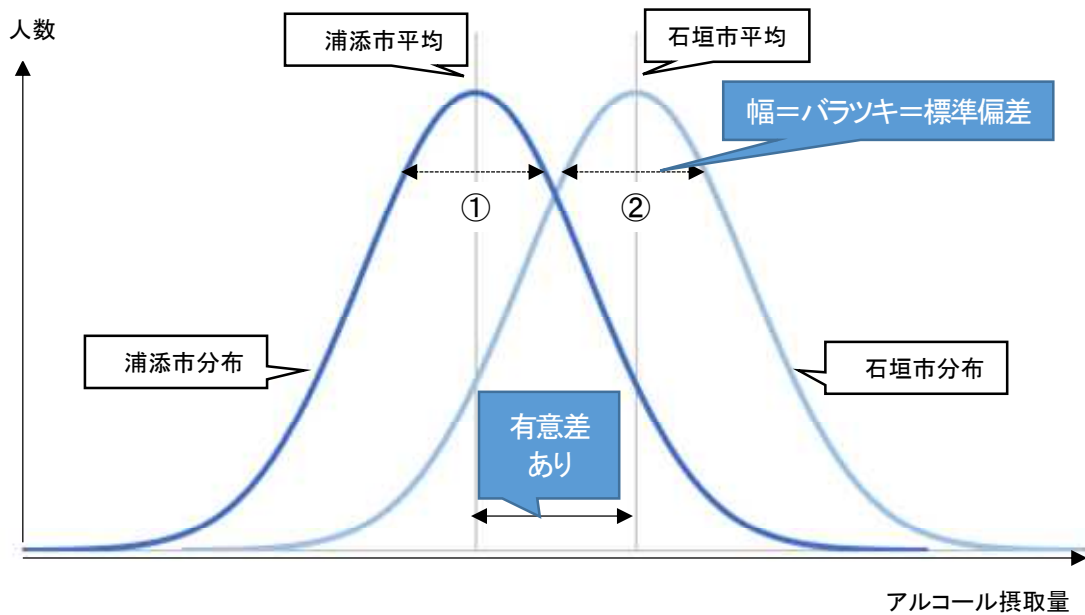 人数
浦添市平均
石垣市平均
幅＝バラツキ＝標準偏差
①
②
浦添市分布
石垣市分布
有意差
あり
アルコール摂取量